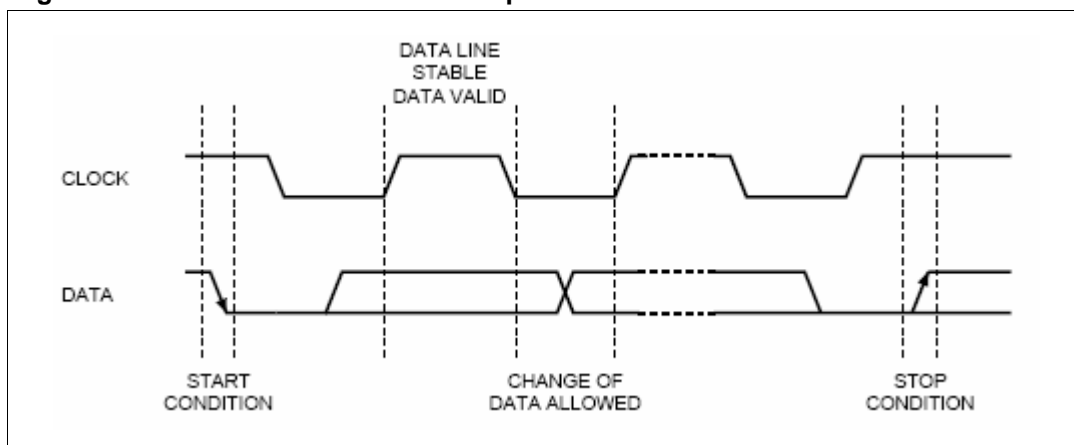 DATA LINE
STABLE
DATA VALID
CLOCK
DATA
START
CONDITION
CHANGE OF
DATA ALLOWED
STOP
CONDITION